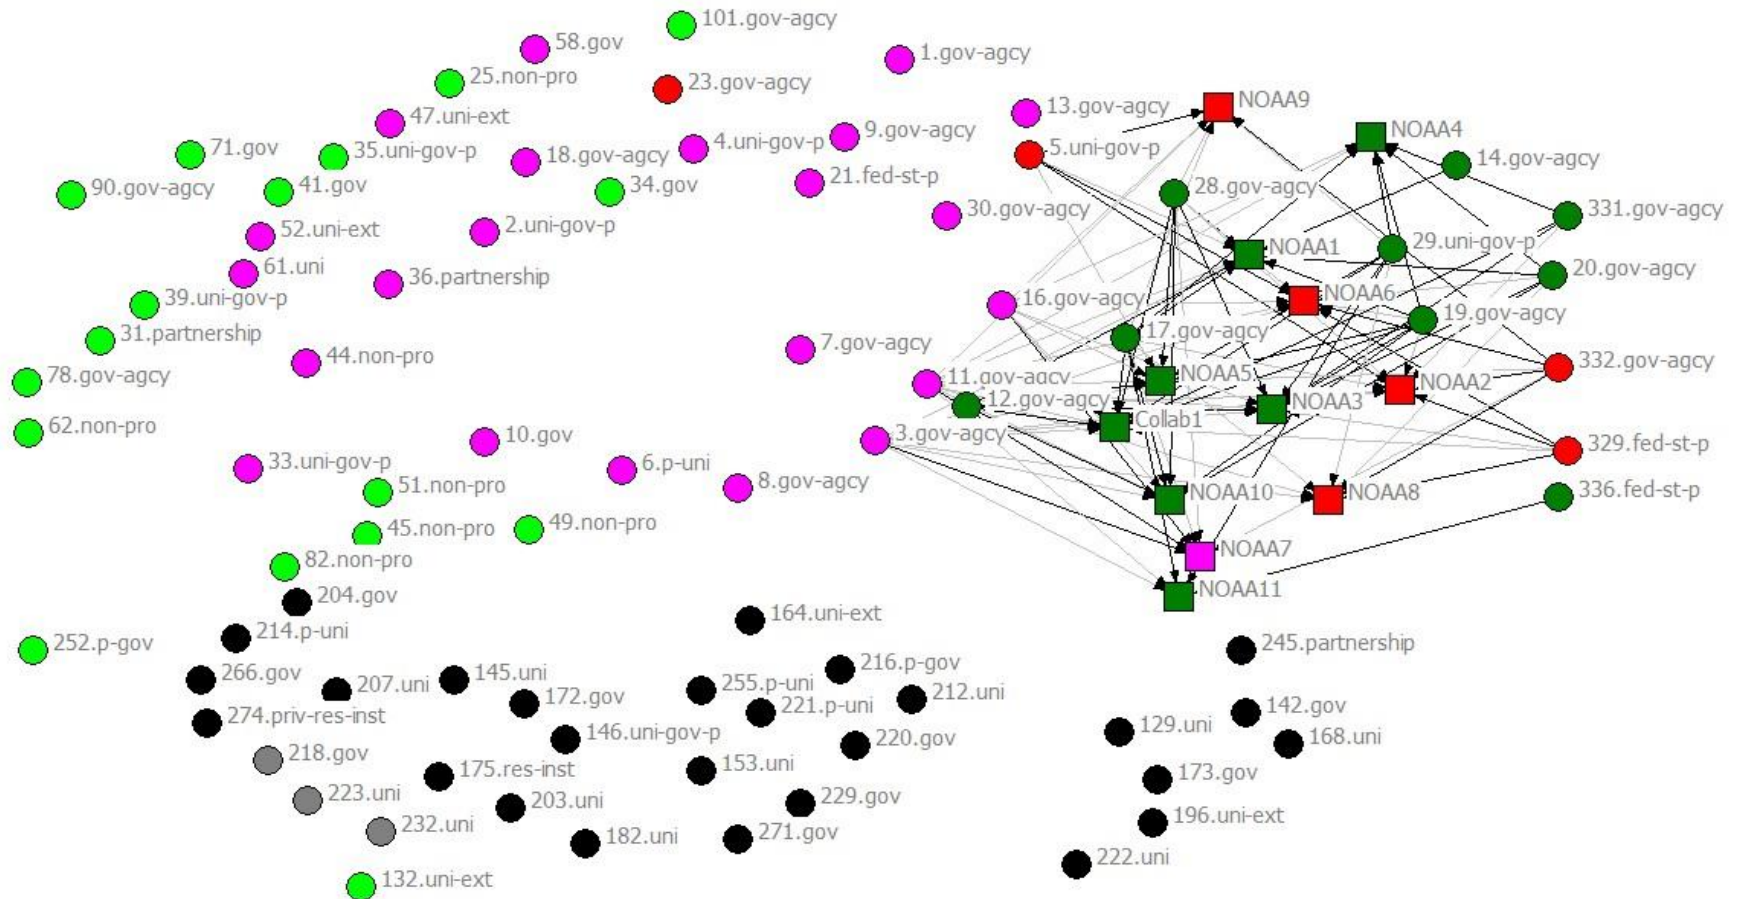 101.gov-agcy
58.gov
1.gov-agcy
25.non-pro
23.gov-agcy
NOAA9
13.gov-agcy
47.uni-ext
9.gov-agcy
NOAA4
4.uni-gov-p
71.gov
35.uni-gov-p
18.gov-agcy
5.uni-gov-p
14.gov-agcy
21.fed-st-p
90.gov-agcy
41.gov
34.gov
28.gov-agcy
30.gov-agcy
331.gov-agcy
52.uni-ext
2.uni-gov-p
NOAA1
29.uni-gov-p
61.uni
36.partnership
20.gov-agcy
39.uni-gov-p
16.gov-agcy
NOAA6
19.gov-agcy
31.partnership
17.gov-agcy
44.non-pro
7.gov-agcy
332.gov-agcy
78.gov-agcy
11.gov-agcy
NOAA5
NOAA2
12.gov-agcy
NOAA3
62.non-pro
10.gov
3.gov-agcy
Collab1
329.fed-st-p
33.uni-gov-p
6.p-uni
8.gov-agcy
51.non-pro
NOAA10
NOAA8
336.fed-st-p
45.non-pro
49.non-pro
82.non-pro
NOAA7
204.gov
NOAA11
164.uni-ext
252.p-gov
214.p-uni
245.partnership
266.gov
207.uni
145.uni
216.p-gov
255.p-uni
212.uni
274.priv-res-inst
172.gov
221.p-uni
142.gov
218.gov
146.uni-gov-p
220.gov
129.uni
168.uni
175.res-inst
153.uni
173.gov
223.uni
203.uni
229.gov
232.uni
182.uni
271.gov
196.uni-ext
222.uni
132.uni-ext